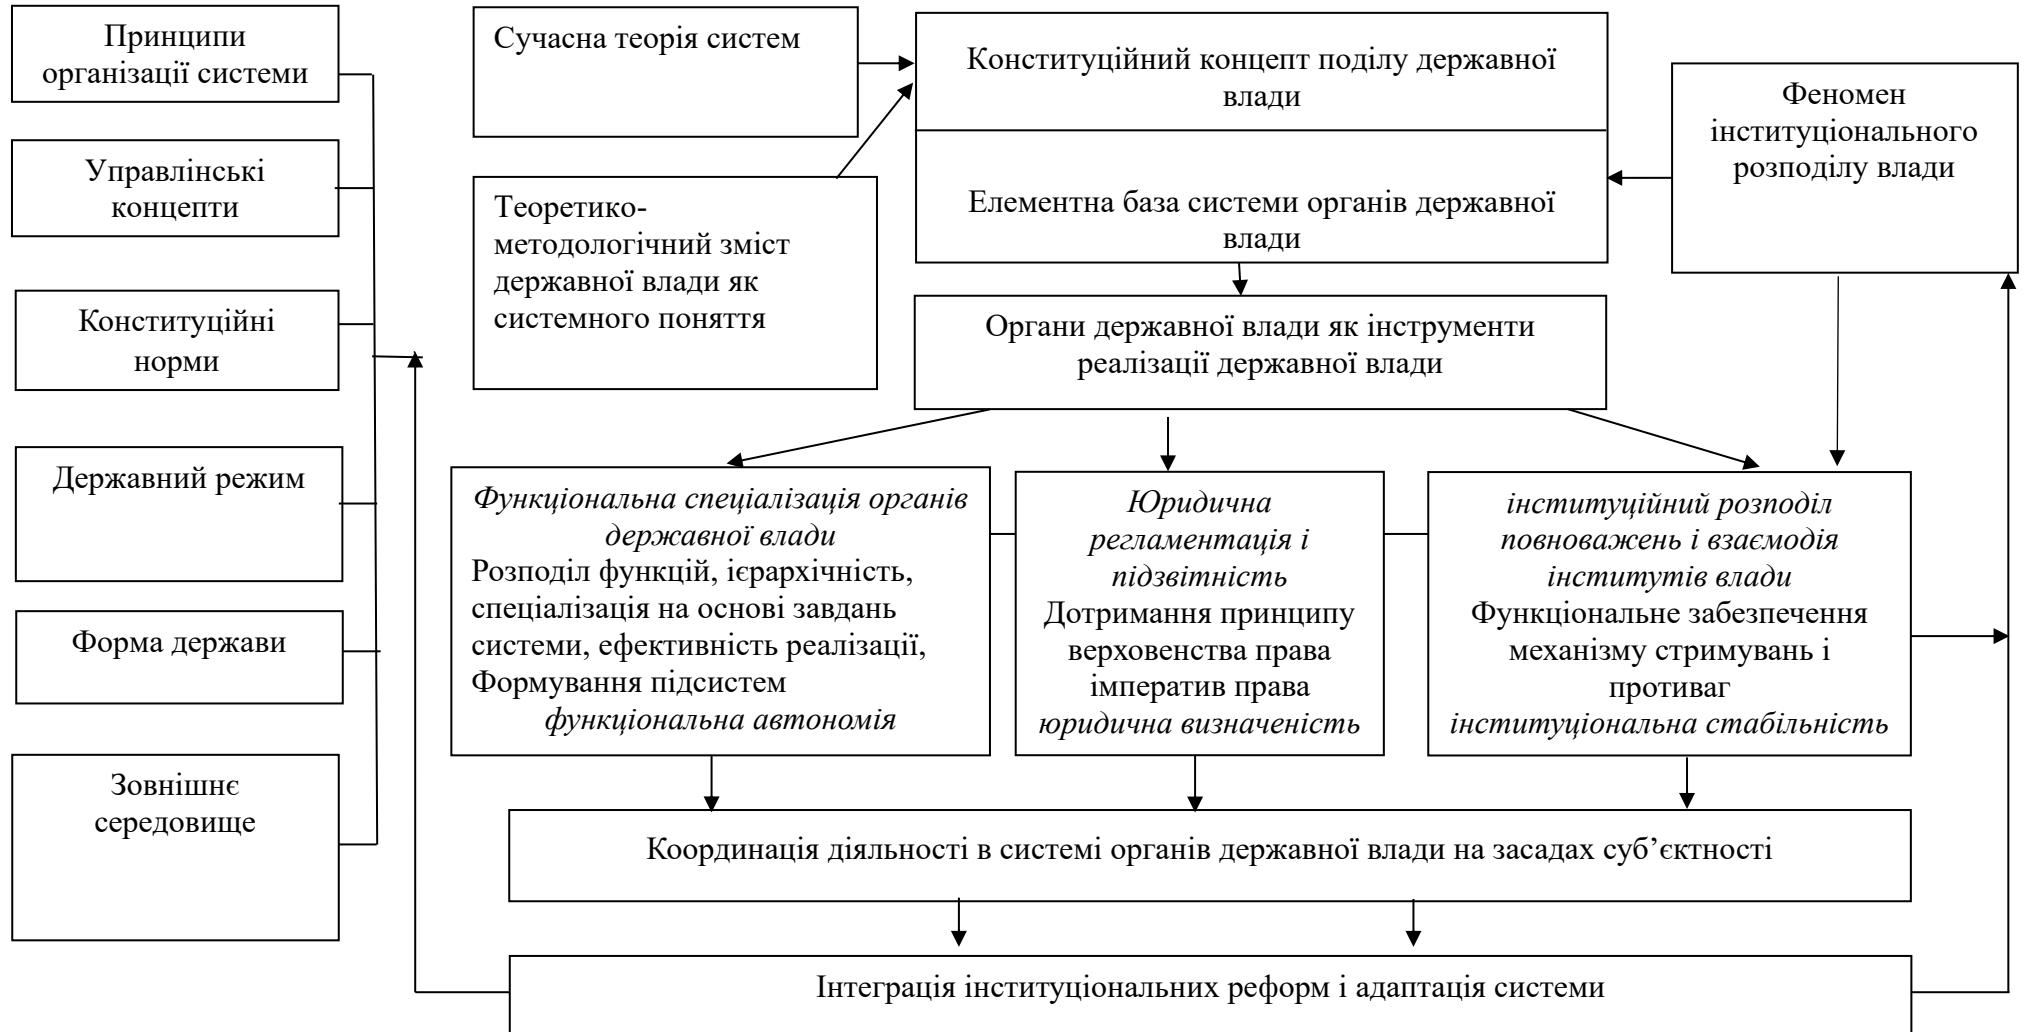 Принципи
організації системи
Управлінські
концепти
Конституційні
норми
Державний режим
Форма держави
Зовнішнє
середовище
Сучасна теорія систем
Теоретико-
методологічний зміст
державної влади як
системного поняття
Конституційний концепт поділу державної
влади
Елементна база системи органів державної
влади
Феномен
інституціонального
розподілу влади
Органи державної влади як інструменти
реалізації державної влади
Функціональна спеціалізація органів
державної влади
Розподіл функцій, ієрархічність,
спеціалізація на основі завдань
системи, ефективність реалізації,
Формування підсистем
функціональна автономія
Юридична
регламентація і
підзвітність
Дотримання принципу
верховенства права
імператив права
юридична визначеність
інституційний розподіл
повноважень і взаємодія
інститутів влади
Функціональне забезпечення
механізму стримувань і
противаг
інституціональна стабільність
Координація діяльності в системі органів державної влади на засадах суб’єктності
Інтеграція інституціональних реформ і адаптація системи